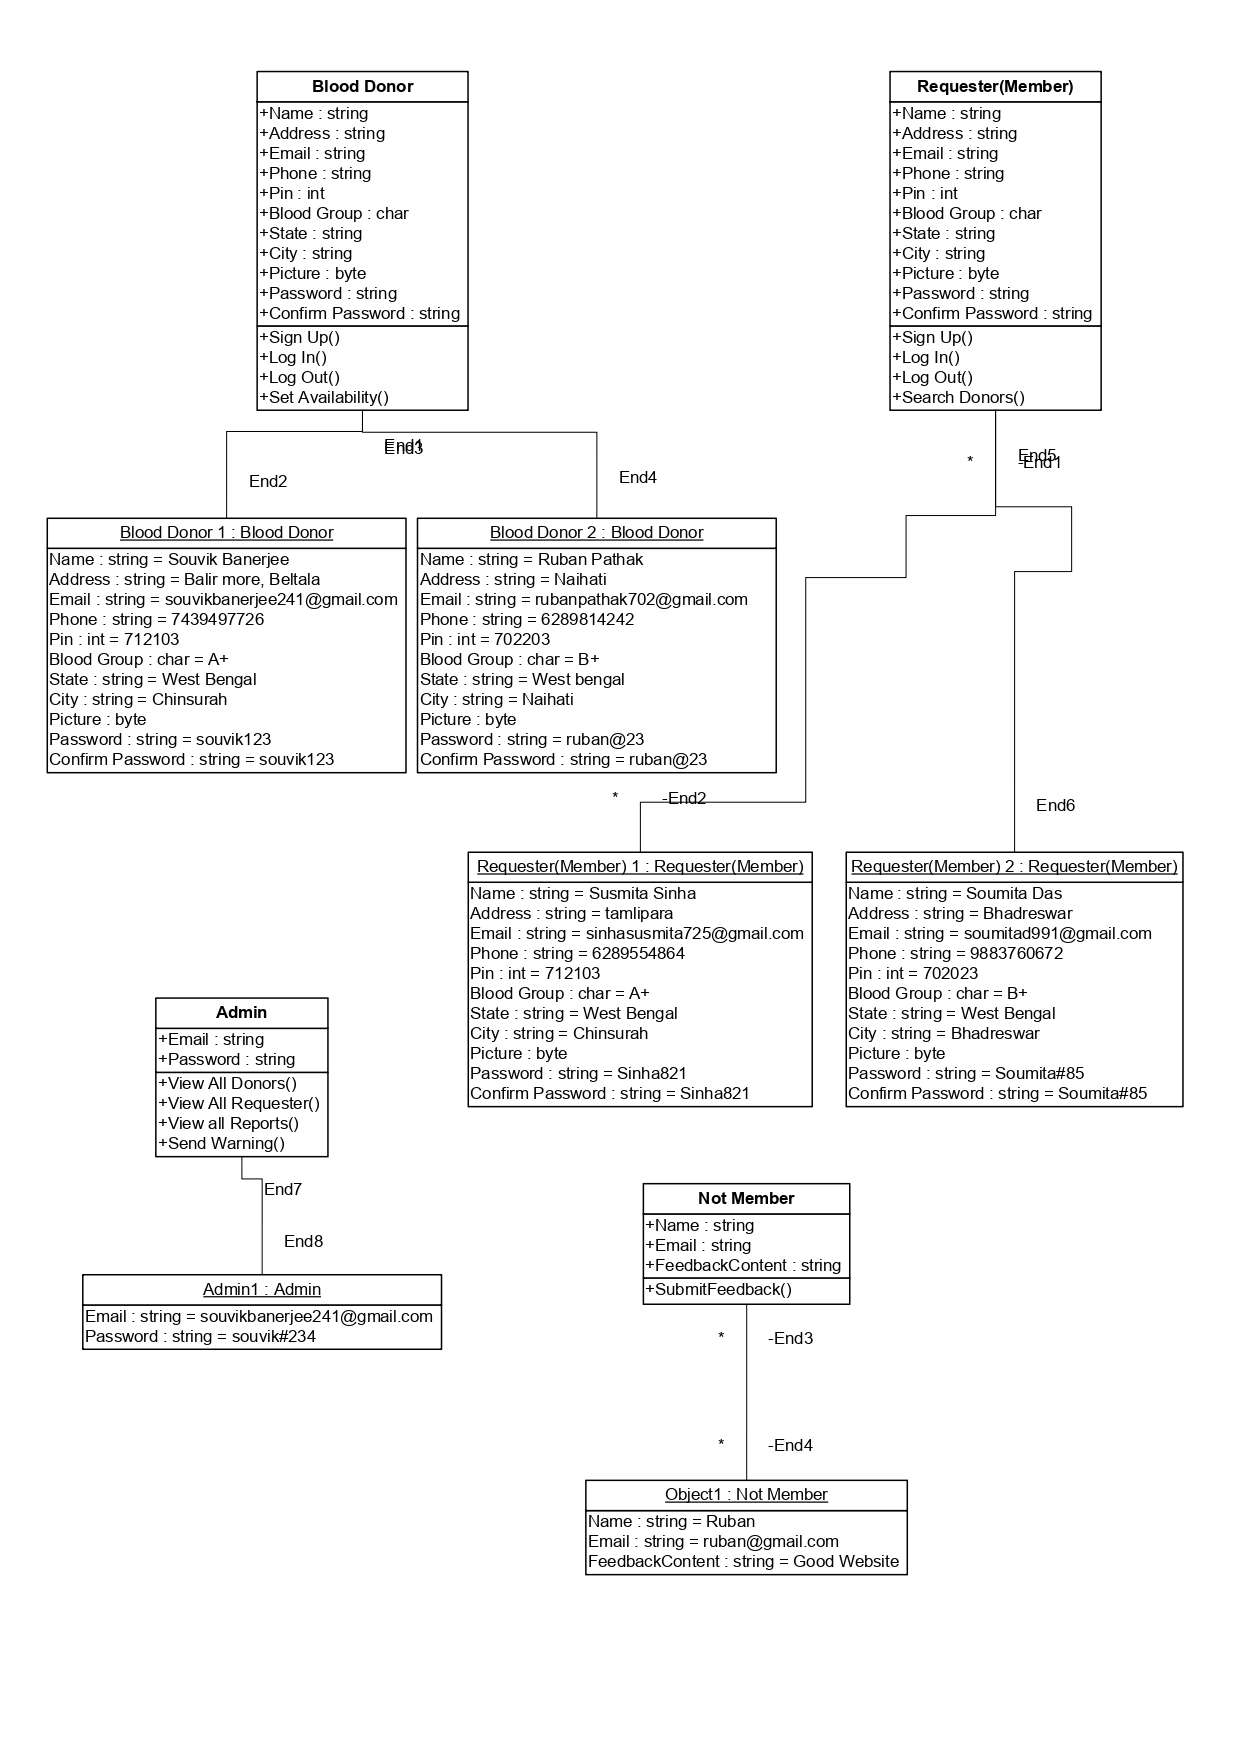 Blood Donor
+Name : string
+Address : string
+Email : string
+Phone : string
+Pin : int
+Blood Group : char
+State : string
+City : string
+Picture : byte
+Password : string
+Confirm Password : string
+Sign Up()
+Log In()
+Log Out()
+Set Availability()
Requester(Member)
+Name : string
+Address : string
+Email : string
+Phone : string
+Pin : int
+Blood Group : char
+State : string
+City : string
+Picture : byte
+Password : string
+Confirm Password : string
+Sign Up()
+Log In()
+Log Out()
+Search Donors()
End1
End3
End2
End4
*
End5
-End1
Blood Donor 1 : Blood Donor
Name : string = Souvik Banerjee
Address : string = Balir more, Beltala
Email : string = souvikbanerjee241@gmail.com
Phone : string = 7439497726
Pin : int = 712103
Blood Group : char = A+
State : string = West Bengal
City : string = Chinsurah
Picture : byte
Password : string = souvik123
Confirm Password : string = souvik123
Blood Donor 2 : Blood Donor
Name : string = Ruban Pathak
Address : string = Naihati
Email : string = rubanpathak702@gmail.com
Phone : string = 6289814242
Pin : int = 702203
Blood Group : char = B+
State : string = West bengal
City : string = Naihati
Picture : byte
Password : string = ruban@23
Confirm Password : string = ruban@23
*
-End2
End6
Requester(Member) 1 : Requester(Member)
Name : string = Susmita Sinha
Address : string = tamlipara
Email : string = sinhasusmita725@gmail.com
Phone : string = 6289554864
Pin : int = 712103
Blood Group : char = A+
State : string = West Bengal
City : string = Chinsurah
Picture : byte
Password : string = Sinha821
Confirm Password : string = Sinha821
Requester(Member) 2 : Requester(Member)
Name : string = Soumita Das
Address : string = Bhadreswar
Email : string = soumitad991@gmail.com
Phone : string = 9883760672
Pin : int = 702023
Blood Group : char = B+
State : string = West Bengal
City : string = Bhadreswar
Picture : byte
Password : string = Soumita#85
Confirm Password : string = Soumita#85
Admin
+Email : string
+Password : string
+View All Donors()
+View All Requester()
+View all Reports()
+Send Warning()
End7
End8
Admin1 : Admin
Email : string = souvikbanerjee241@gmail.com
Password : string = souvik#234
Not Member
+Name : string
+Email : string
+FeedbackContent : string
+SubmitFeedback()
*
-End3
*
-End4
Object1 : Not Member
Name : string = Ruban
Email : string = ruban@gmail.com
FeedbackContent : string = Good Website